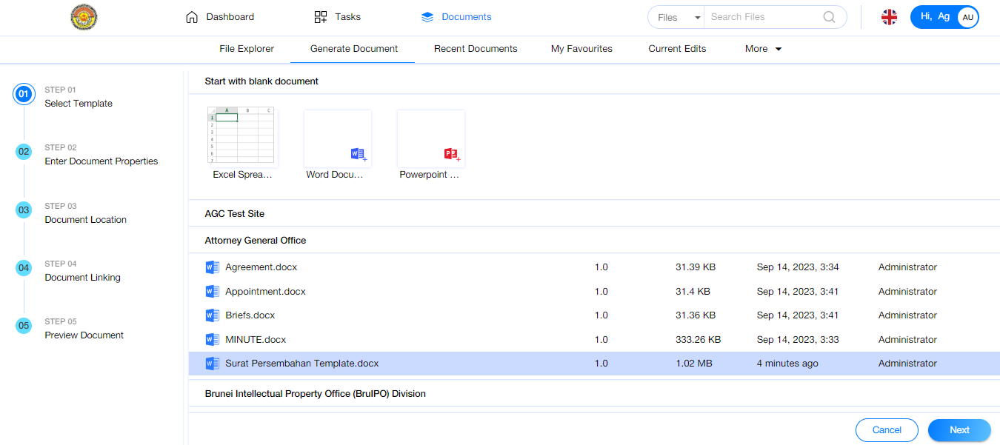 Dashboard Tasks Documents Files Search Files Hi, Ag AU
File Explorer Generate Document Recent Documents My Favourites Current Edits More
01 STEP 01
Select Template
02 STEP 02
Enter Document Properties
03 STEP 03
Document Location
04 STEP 04
Document Linking
05 STEP 05
Preview Document
Start with blank document
A B C
1
2
3
4
5
6
7
Excel Sprea... Word Docu... Powerpoint ...
AGC Test Site
Attorney General Office
Agreement.docx 1.0 31.39 KB Sep 14, 2023, 3:34 Administrator
Appointment.docx 1.0 31.4 KB Sep 14, 2023, 3:41 Administrator
Briefs.docx 1.0 31.36 KB Sep 14, 2023, 3:41 Administrator
MINUTE.docx 1.0 333.26 KB Sep 14, 2023, 3:33 Administrator
Surat Persembahan Template.docx 1.0 1.02 MB 4 minutes ago Administrator
Brunei Intellectual Property Office (BruIPO) Division
Cancel Next